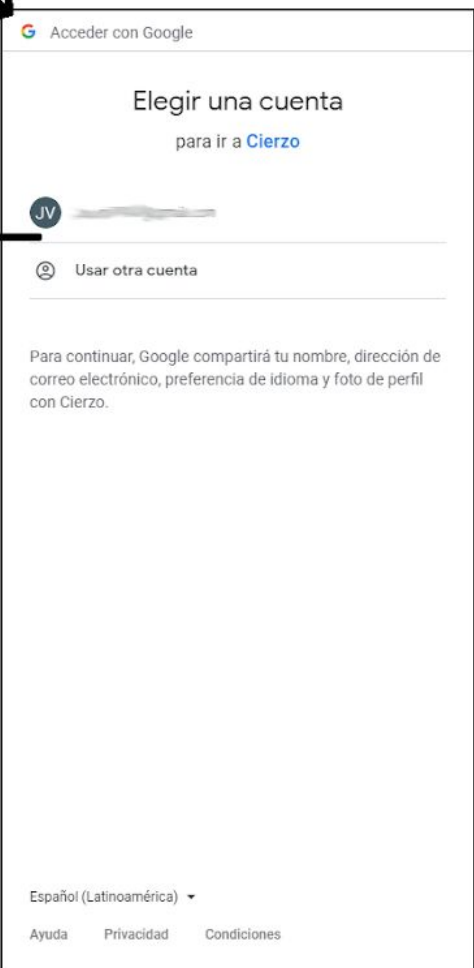 Acceder con Google
Elegir una cuenta
para ir a Cierzo
JV
Usar otra cuenta
Para continuar, Google compartirá tu nombre, dirección de
correo electrónico, preferencia de idioma y foto de perfil
con Cierzo.
Español (Latinoamérica)
Ayuda Privacidad Condiciones